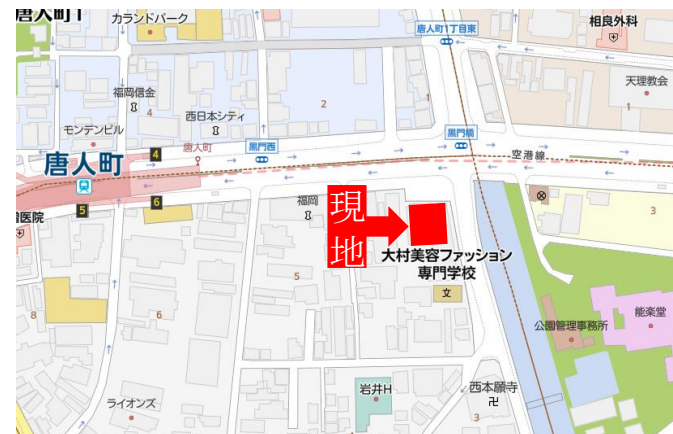 唐人町1
カランドパーク
唐人町1丁目東
相良外科
天理教会
福岡信金
4
西日本シティ
2
1
1
モンデンビル
黒門西
黒門橋
唐人町
4
唐人町
空港線
5
6
医院
福岡
現地
3
大村美容ファッション
専門学校
文
5
8
6
能楽堂
公園管理事務所
岩井H
西本願寺
ライオンズ
3